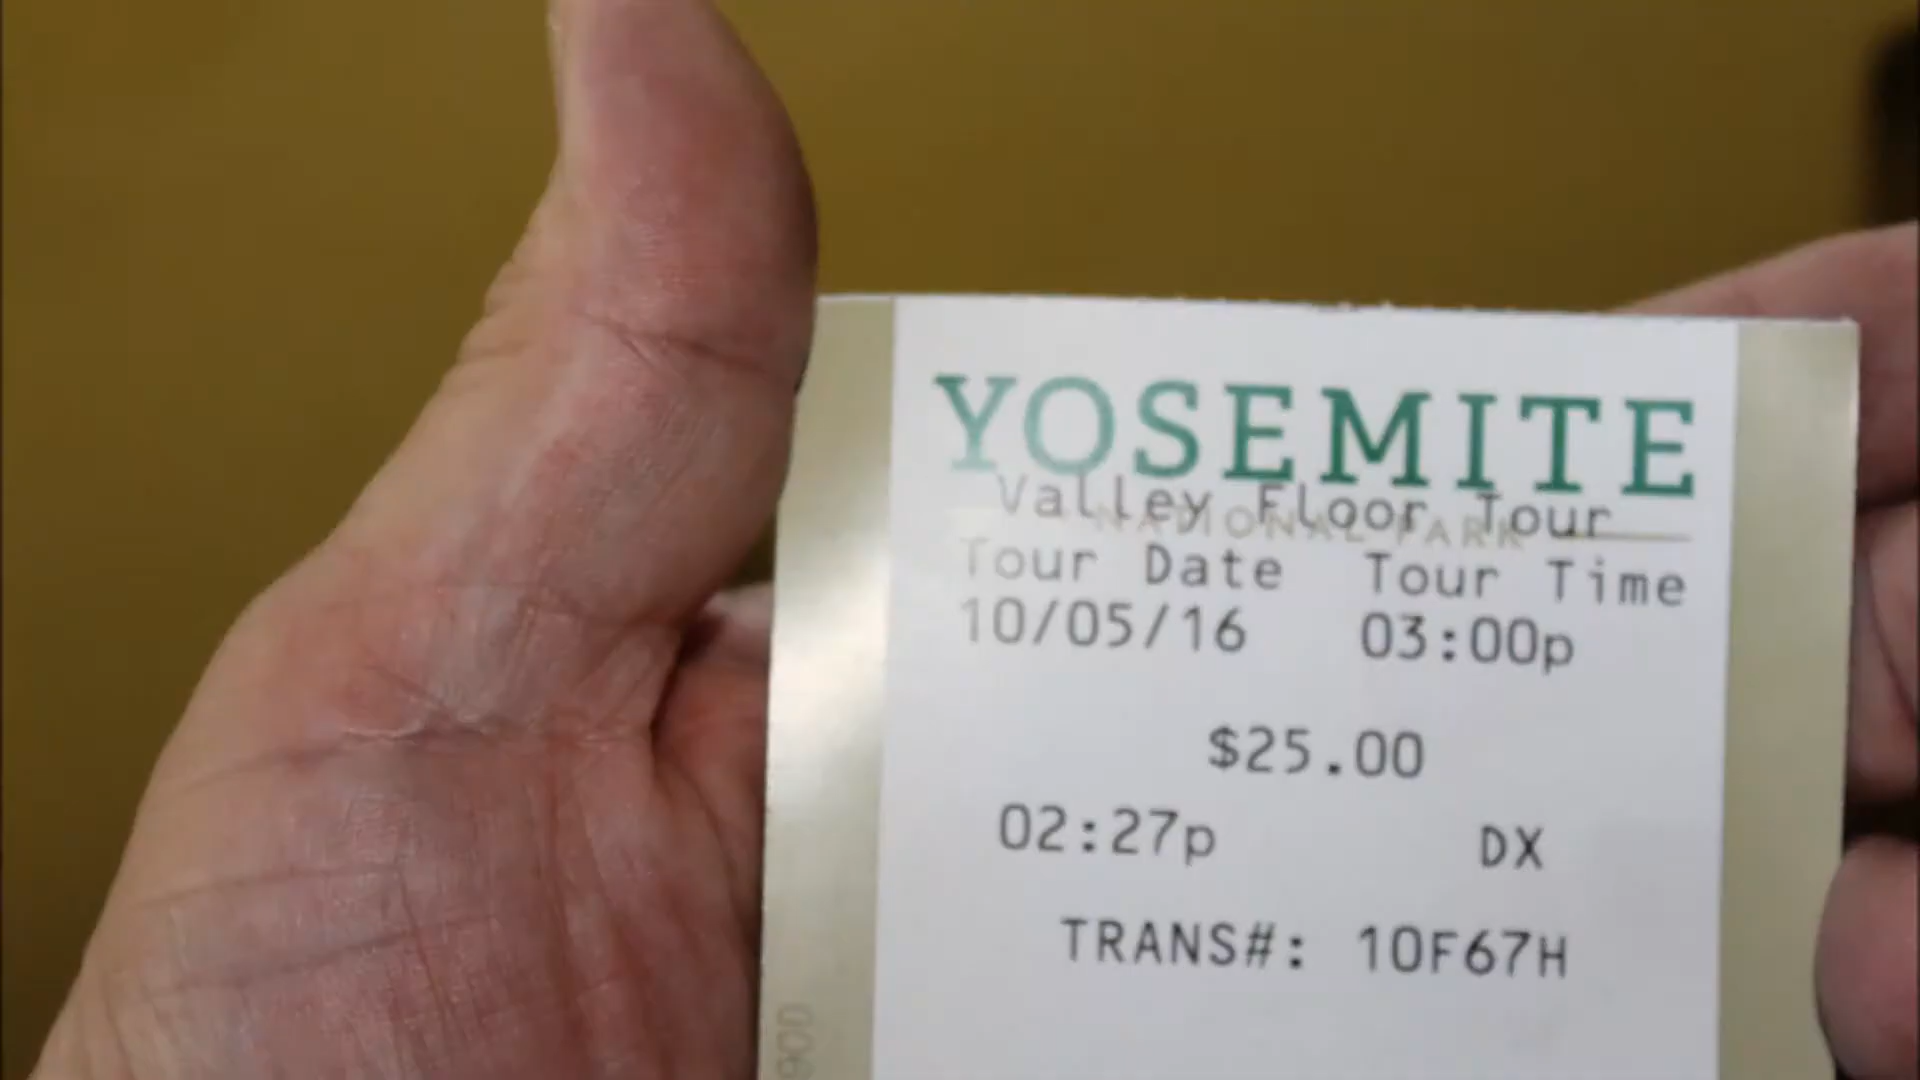 YOSEMITE
NATIONAL PARK
Valley Floor Tour
Tour Date Tour Time
10/05/16 03:00p
$25.00
02:27p DX
TRANS#: 10F67H